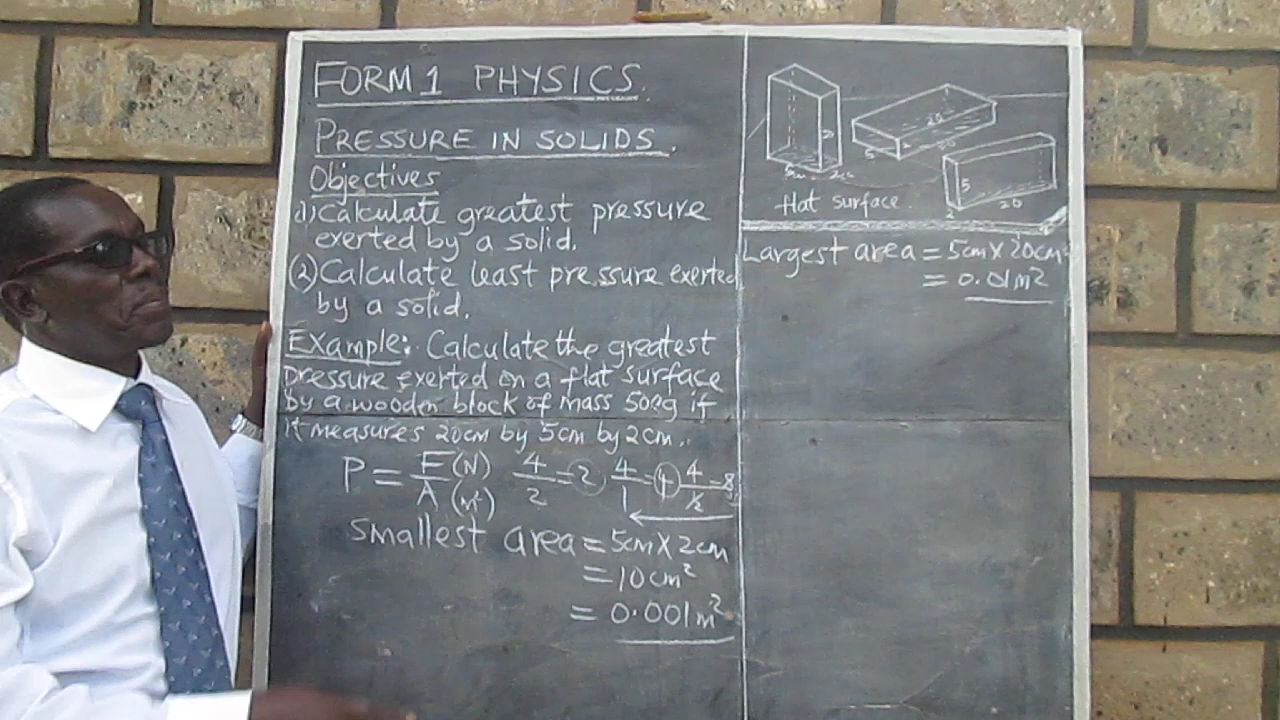 FORM 1 PHYSICS.
PRESSURE IN SOLIDS.
Objectives
(1) Calculate greatest pressure
exerted by a solid.
(2) Calculate least pressure exerted
by a solid.
Example:. Calculate the greatest
pressure exerted on a flat surface
by a wooden block of mass 500g if
it measures 20cm by 5cm by 2cm.
P = F(N)/A(m²) 4/2 = 2, 4/1 = 4 4/½ = 8
Smallest area = 5cm X 2cm
= 10cm²
= 0.001m²
20
5
5
2
20
flat surface.
Largest area = 5cm X 20cm
= 0.01m²